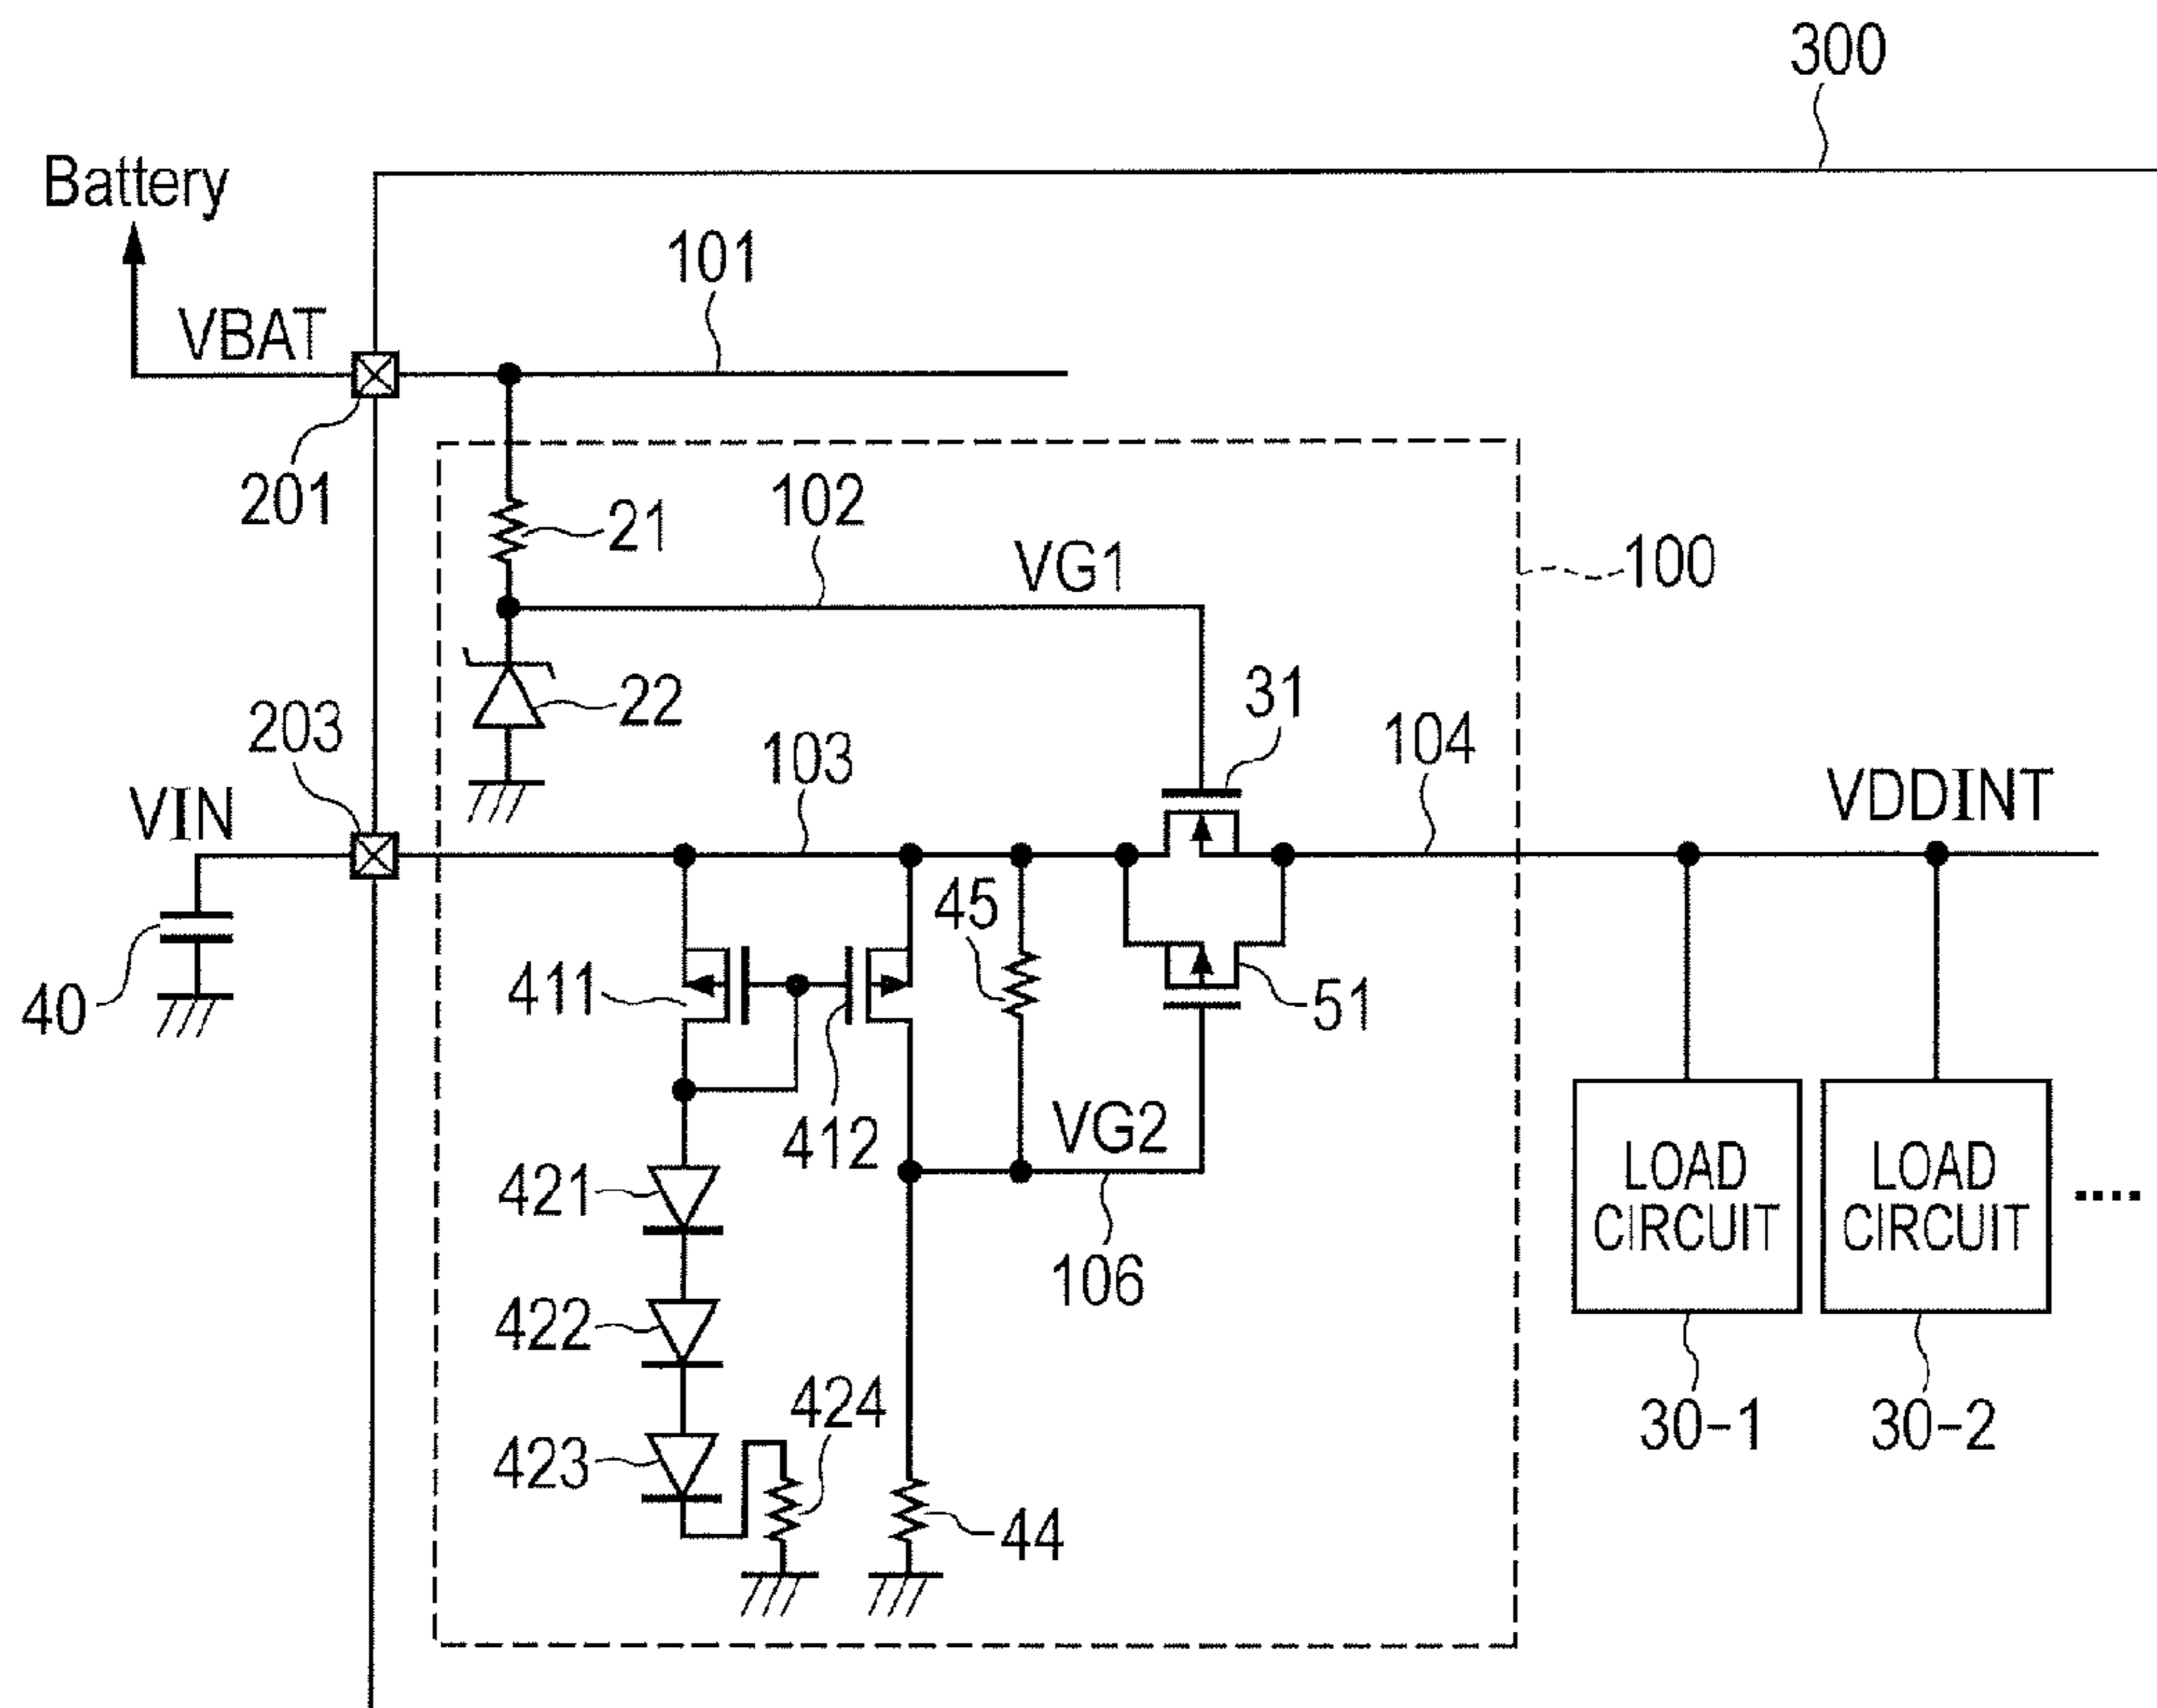 300
Battery
101
VBAT
201
21
102
VG1
100
22
31
203
103
104
VIN
VDDINT
45
40
411
51
412
VG2
421
LOAD
CIRCUIT
LOAD
CIRCUIT
....
106
422
424
30-1
30-2
423
44